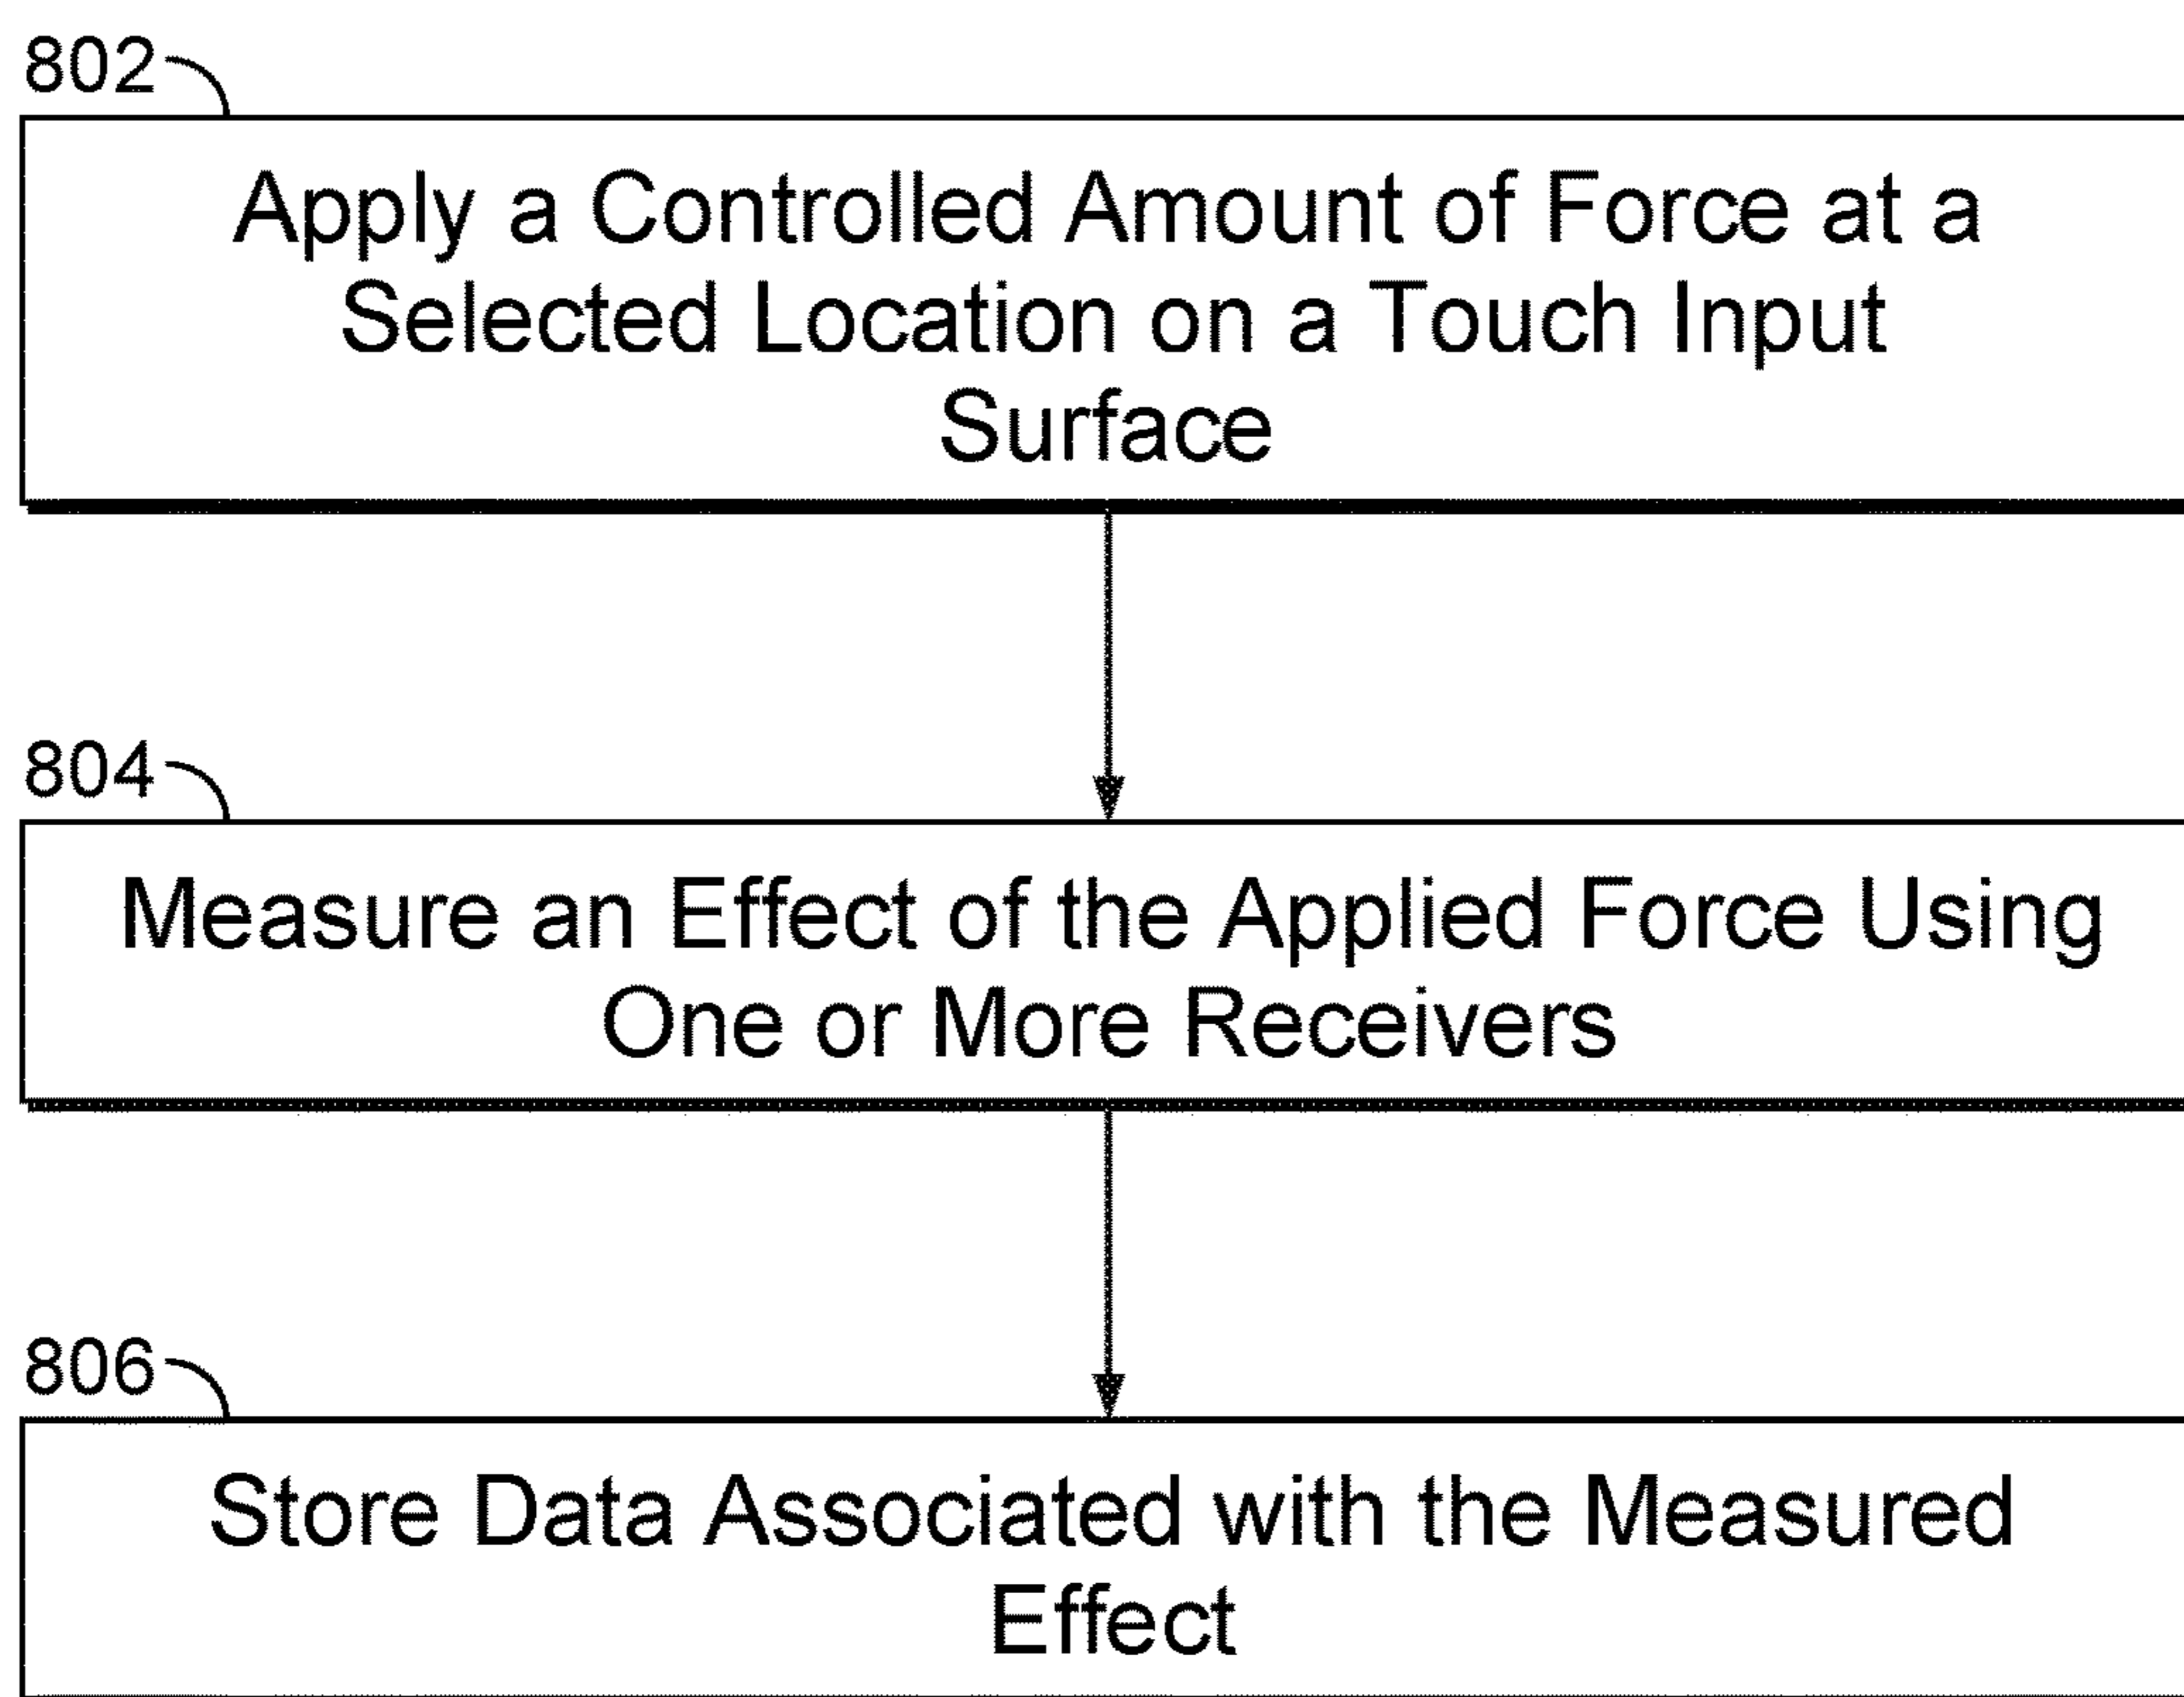 802
Apply a Controlled Amount of Force at a
Selected Location on a Touch Input
Surface
804
Measure an Effect of the Applied Force Using
One or More Receivers
806
Store Data Associated with the Measured
Effect